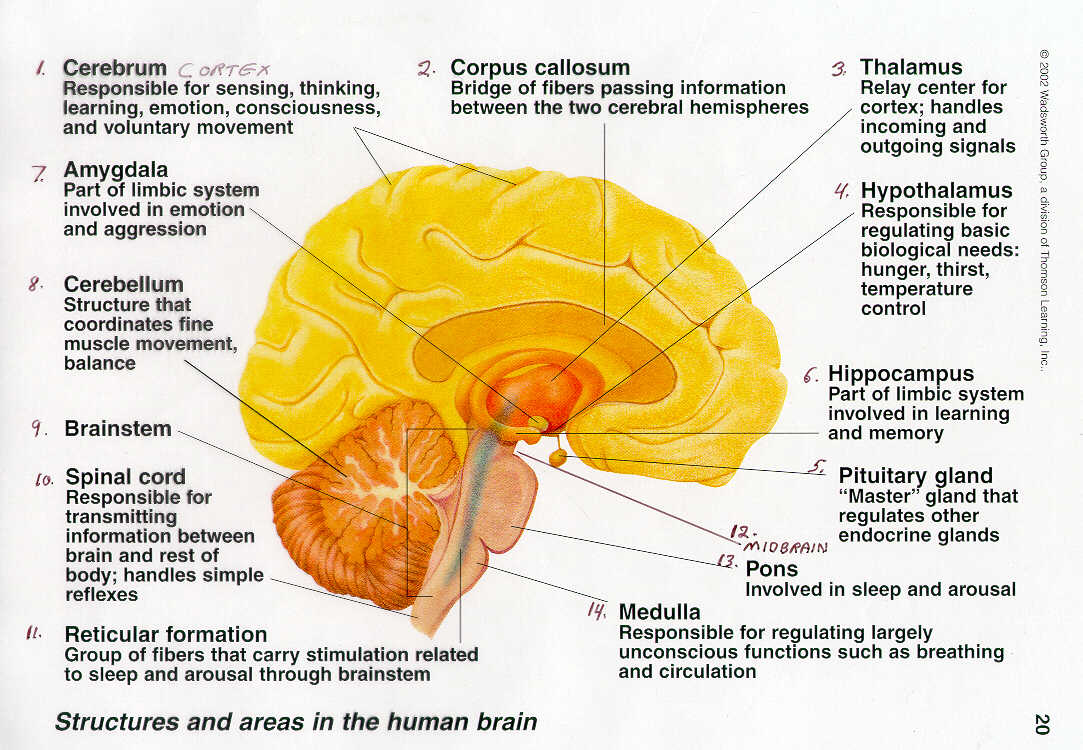 1. Cerebrum CORTEX
Responsible for sensing, thinking,
learning, emotion, consciousness,
and voluntary movement
2. Corpus callosum
Bridge of fibers passing information
between the two cerebral hemispheres
3. Thalamus
Relay center for
cortex; handles
incoming and
outgoing signals
7. Amygdala
Part of limbic system
involved in emotion
and aggression
4. Hypothalamus
Responsible for
regulating basic
biological needs:
hunger, thirst,
temperature
control
8. Cerebellum
Structure that
coordinates fine
muscle movement,
balance
6. Hippocampus
Part of limbic system
involved in learning
and memory
9. Brainstem
5. Pituitary gland
“Master” gland that
regulates other
endocrine glands
10. Spinal cord
Responsible for
transmitting
information between
brain and rest of
body; handles simple
reflexes
12.
MIDBRAIN
13. Pons
Involved in sleep and arousal
14. Medulla
Responsible for regulating largely
unconscious functions such as breathing
and circulation
11. Reticular formation
Group of fibers that carry stimulation related
to sleep and arousal through brainstem
Structures and areas in the human brain
© 2002 Wadsworth Group, a division of Thomson Learning, Inc..
20